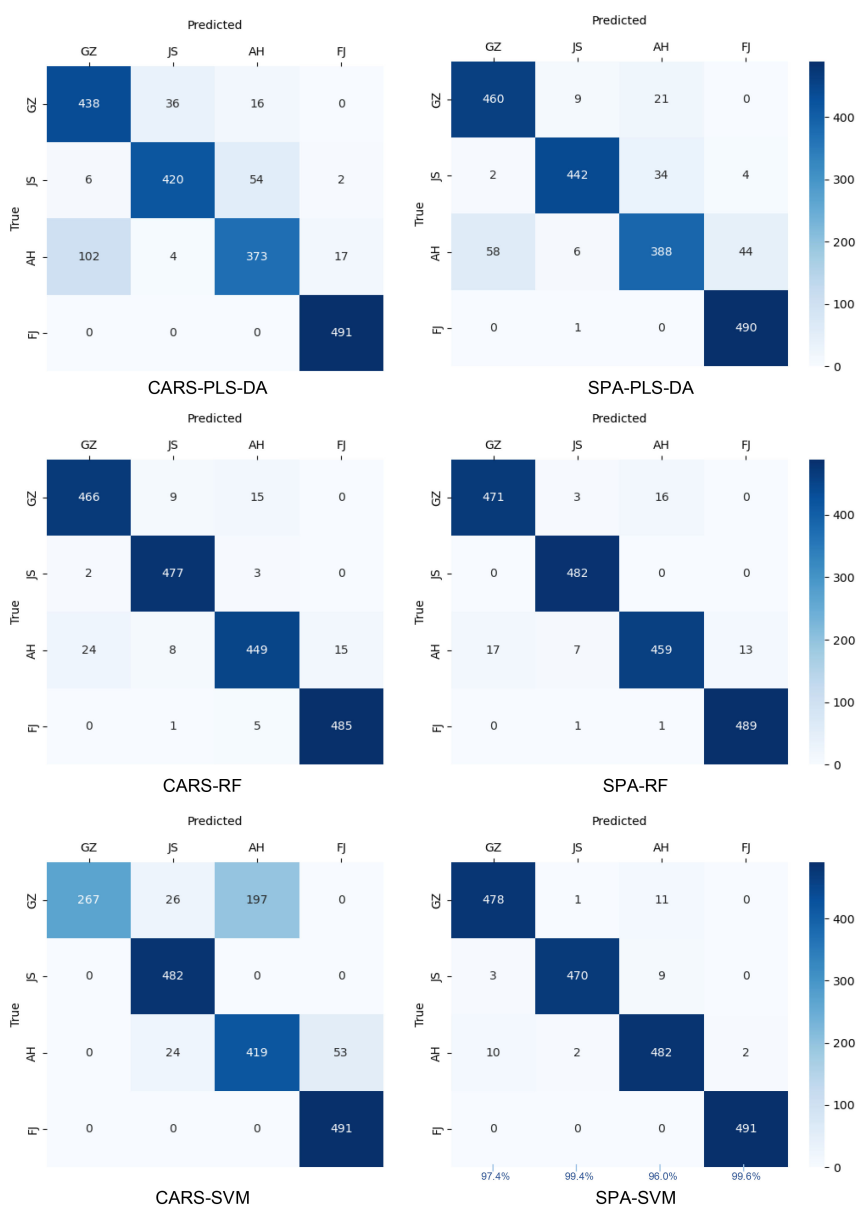 Predicted
GZ JS AH FJ
GZ 438 36 16 0
JS 6 420 54 2
AH 102 4 373 17
FJ 0 0 0 491
True
CARS-PLS-DA
GZ JS AH FJ
GZ 460 9 21 0
JS 2 442 34 4
AH 58 6 388 44
FJ 0 1 0 490
400
300
200
100
0
SPA-PLS-DA
Predicted
GZ JS AH FJ
GZ 466 9 15 0
JS 2 477 3 0
AH 24 8 449 15
FJ 0 1 5 485
True
CARS-RF
Predicted
GZ JS AH FJ
GZ 471 3 16 0
JS 0 482 0 0
AH 17 7 459 13
FJ 0 1 1 489
400
300
200
100
0
SPA-RF
Predicted
GZ JS AH FJ
GZ 267 26 197 0
JS 0 482 0 0
AH 0 24 419 53
FJ 0 0 0 491
True
CARS-SVM
Predicted
GZ JS AH FJ
GZ 478 1 11 0
JS 3 470 9 0
AH 10 2 482 2
FJ 0 0 0 491
97.4% 99.4% 96.0% 99.6%
400
300
200
100
0
SPA-SVM